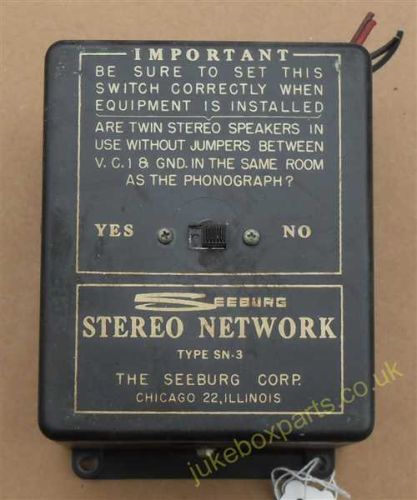 IMPORTANT
BE SURE TO SET THIS
SWITCH CORRECTLY WHEN
EQUIPMENT IS INSTALLED
ARE TWIN STEREO SPEAKERS IN
USE WITHOUT JUMPERS BETWEEN
V.C. 1 & GND. IN THE SAME ROOM
AS THE PHONOGRAPH?
YES NO
SEEBURG
STEREO NETWORK
TYPE SN-3
THE SEEBURG CORP.
CHICAGO 22, ILLINOIS
jukeboxparts.co.uk